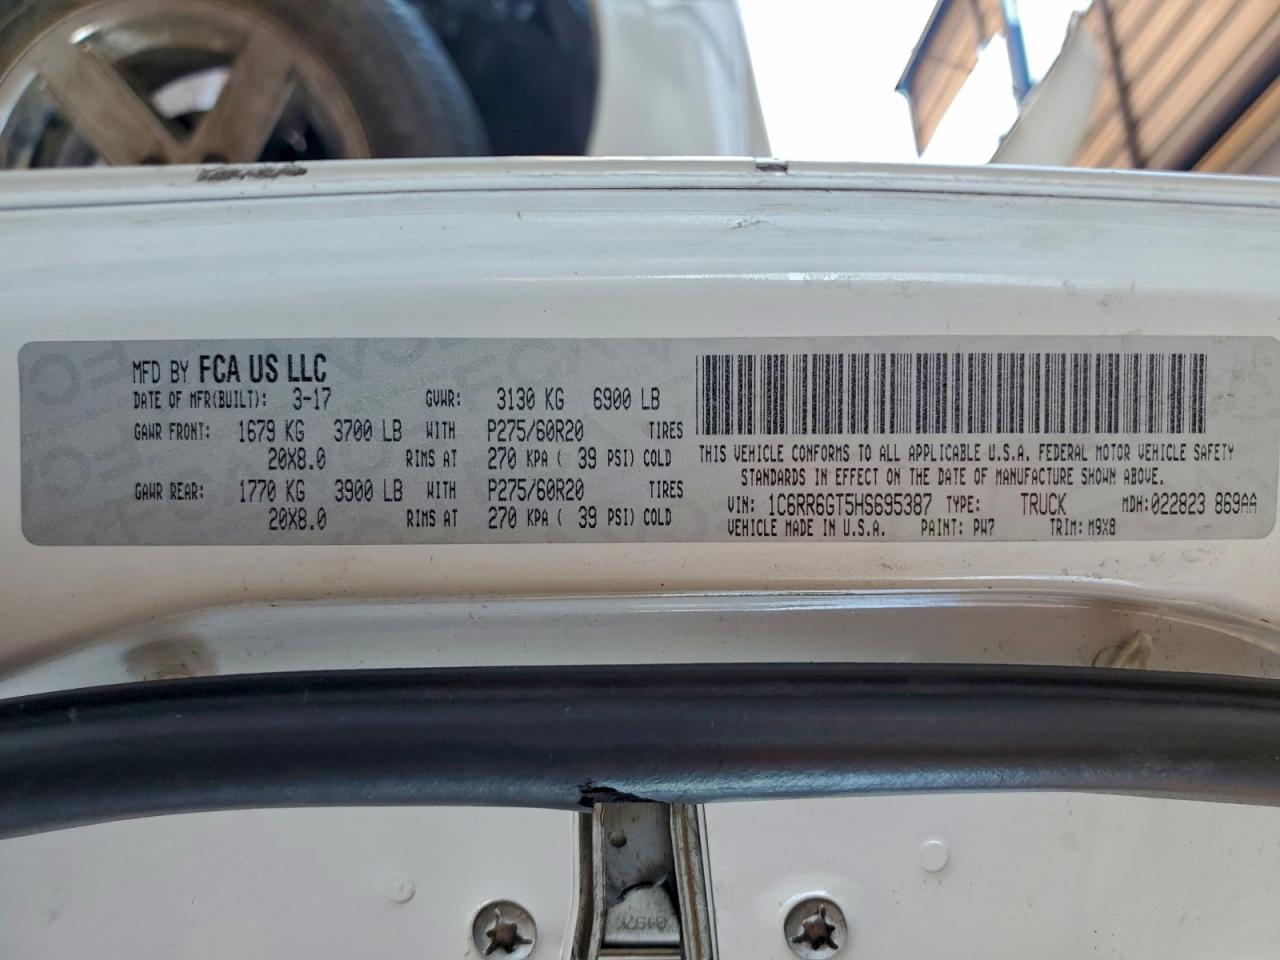 MFD BY FCA US LLC
DATE OF MFR(BUILT): 3-17 GVWR: 3130 KG 6900 LB
GAWR FRONT: 1679 KG 3700 LB WITH P275/60R20 TIRES
20X8.0 RIMS AT 270 KPA ( 39 PSI) COLD
GAWR REAR: 1770 KG 3900 LB WITH P275/60R20 TIRES
20X8.0 RIMS AT 270 KPA ( 39 PSI) COLD
THIS VEHICLE CONFORMS TO ALL APPLICABLE U.S.A. FEDERAL MOTOR VEHICLE SAFETY
STANDARDS IN EFFECT ON THE DATE OF MANUFACTURE SHOWN ABOVE.
VIN: 1C6RR6GT5HS695387 TYPE: TRUCK MDH:022823 869AA
VEHICLE MADE IN U.S.A. PAINT: PW7 TRIM: M9X8